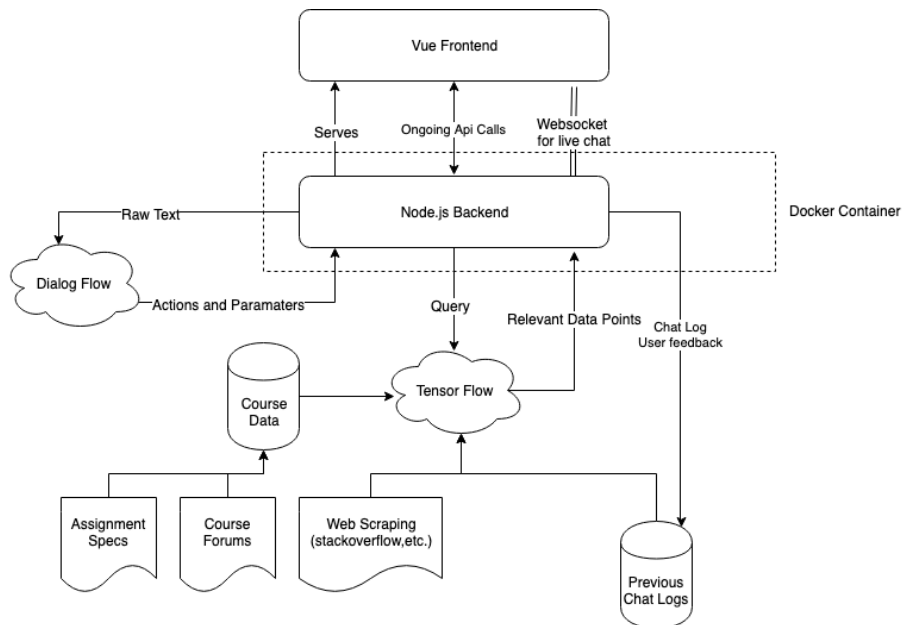 Vue Frontend
Serves
Ongoing Api Calls
Websocket
for live chat
Node.js Backend
Docker Container
Raw Text
Dialog Flow
Actions and Paramaters
Query
Relevant Data Points
Chat Log
User feedback
Course
Data
Tensor Flow
Assignment
Specs
Course
Forums
Web Scraping
(stackoverflow,etc.)
Previous
Chat Logs